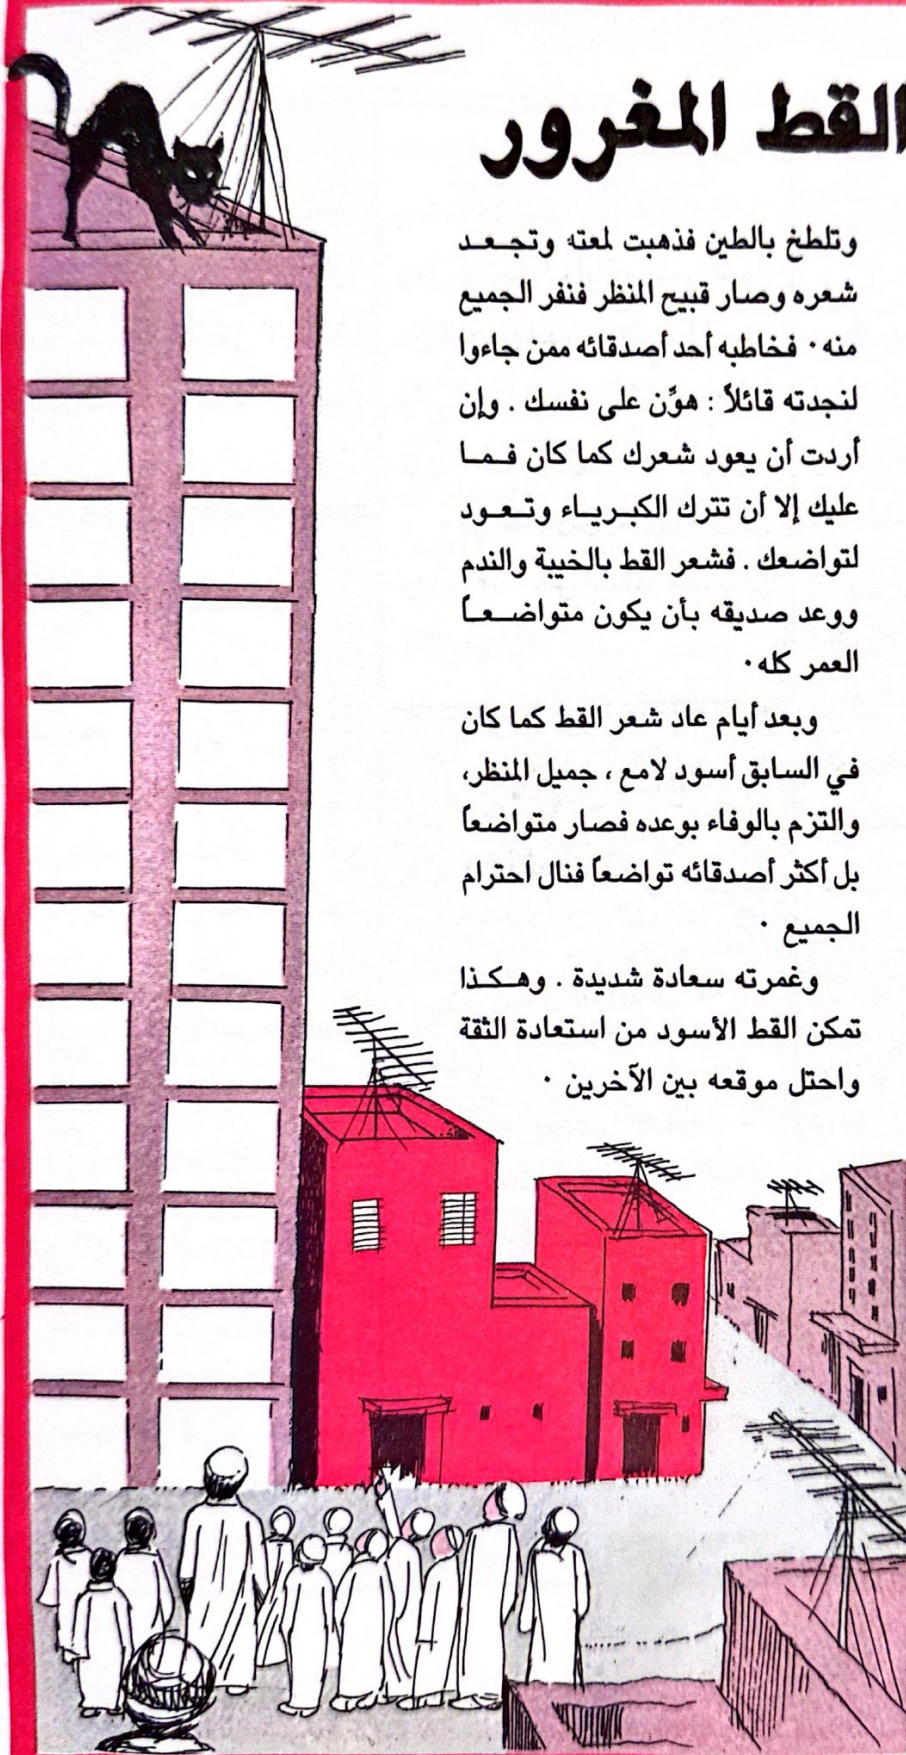 القط المغرور
وتلطخ بالطين فذهبت لمعته وتجعد
شعره وصار قبيح المنظر فنفر الجميع
منه . فخاطبه أحد أصدقائه ممن جاءوا
لنجدته قائلاً : هوِّن على نفسك . وإن
أردت أن يعود شعرك كما كان فما
عليك إلا أن تترك الكبرياء وتعود
لتواضعك . فشعر القط بالخيبة والندم
ووعد صديقه بأن يكون متواضعاً
العمر كله .
وبعد أيام عاد شعر القط كما كان
في السابق أسود لامع ، جميل المنظر،
والتزم بالوفاء بوعده فصار متواضعاً
بل أكثر أصدقائه تواضعاً فنال احترام
الجميع .
وغمرته سعادة شديدة . وهكذا
تمكن القط الأسود من استعادة الثقة
واحتل موقعه بين الآخرين .